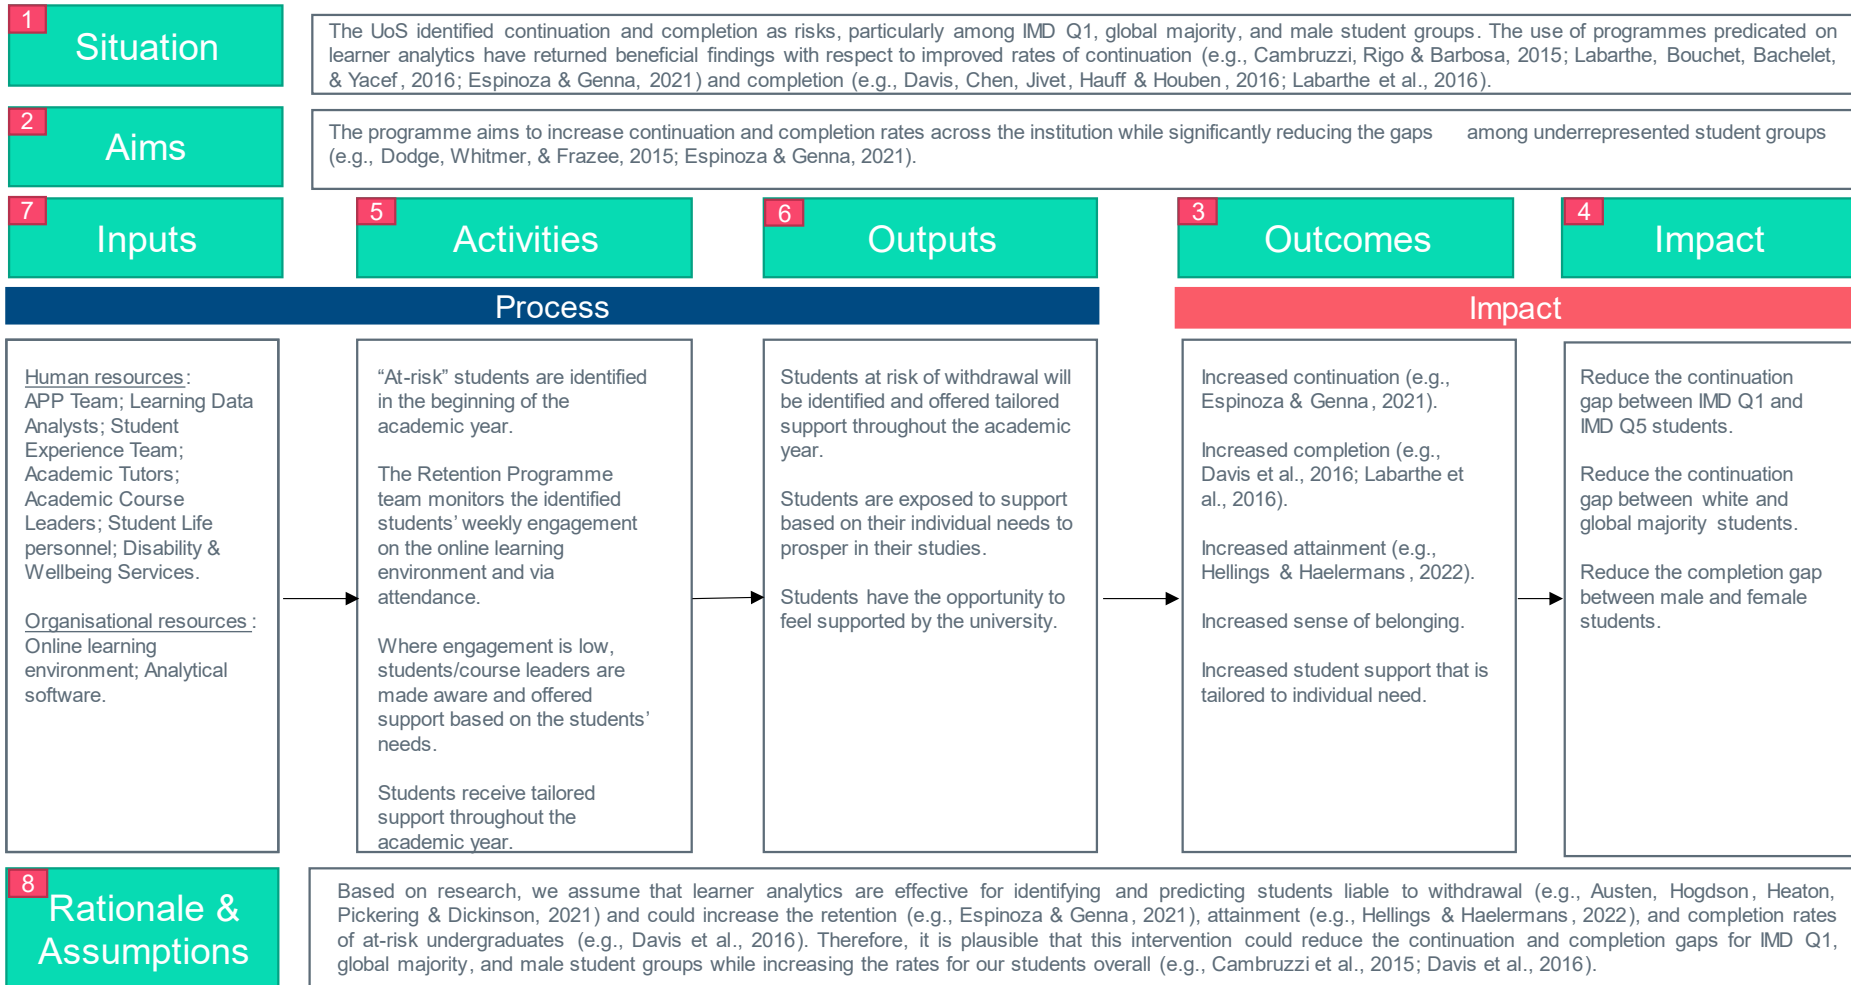 1
Situation
The UoS identified continuation and completion as risks, particularly among IMD Q1, global majority, and male student groups. The use of programmes predicated on
learner analytics have returned beneficial findings with respect to improved rates of continuation (e.g., Cambruzzi, Rigo & Barbosa, 2015; Labarthe, Bouchet, Bachelet,
& Yacef, 2016; Espinoza & Genna, 2021) and completion (e.g., Davis, Chen, Jivet, Hauff & Houben, 2016; Labarthe et al., 2016).
2
Aims
The programme aims to increase continuation and completion rates across the institution while significantly reducing the gaps among underrepresented student groups
(e.g., Dodge, Whitmer, & Frazee, 2015; Espinoza & Genna, 2021).
7
Inputs
5
Activities
6
Outputs
3
Outcomes
4
Impact
Process
Impact
Human resources:
APP Team; Learning Data
Analysts; Student
Experience Team;
Academic Tutors;
Academic Course
Leaders; Student Life
personnel; Disability &
Wellbeing Services.
Organisational resources:
Online learning
environment; Analytical
software.
“At-risk” students are identified
in the beginning of the
academic year.
The Retention Programme
team monitors the identified
students’ weekly engagement
on the online learning
environment and via
attendance.
Where engagement is low,
students/course leaders are
made aware and offered
support based on the students’
needs.
Students receive tailored
support throughout the
academic year.
Students at risk of withdrawal will
be identified and offered tailored
support throughout the academic
year.
Students are exposed to support
based on their individual needs to
prosper in their studies.
Students have the opportunity to
feel supported by the university.
Increased continuation (e.g.,
Espinoza & Genna, 2021).
Increased completion (e.g.,
Davis et al., 2016; Labarthe et
al., 2016).
Increased attainment (e.g.,
Hellings & Haelermans, 2022).
Increased sense of belonging.
Increased student support that is
tailored to individual need.
Reduce the continuation
gap between IMD Q1 and
IMD Q5 students.
Reduce the continuation
gap between white and
global majority students.
Reduce the completion gap
between male and female
students.
8
Rationale &
Assumptions
Based on research, we assume that learner analytics are effective for identifying and predicting students liable to withdrawal (e.g., Austen, Hogdson, Heaton,
Pickering & Dickinson, 2021) and could increase the retention (e.g., Espinoza & Genna, 2021), attainment (e.g., Hellings & Haelermans, 2022), and completion rates
of at-risk undergraduates (e.g., Davis et al., 2016). Therefore, it is plausible that this intervention could reduce the continuation and completion gaps for IMD Q1,
global majority, and male student groups while increasing the rates for our students overall (e.g., Cambruzzi et al., 2015; Davis et al., 2016).